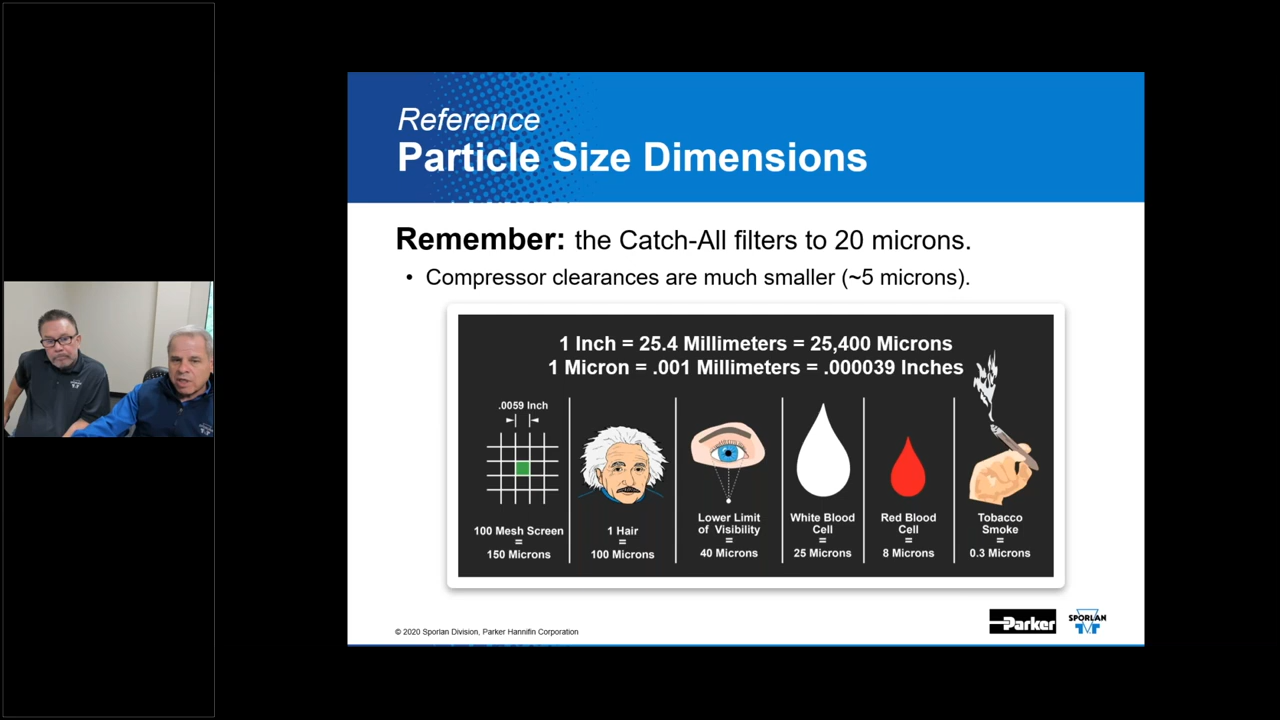 Reference
Particle Size Dimensions
Remember: the Catch-All filters to 20 microns.
• Compressor clearances are much smaller (~5 microns).
1 Inch = 25.4 Millimeters = 25,400 Microns
1 Micron = .001 Millimeters = .000039 Inches
.0059 Inch
100 Mesh Screen
=
150 Microns
1 Hair
=
100 Microns
Lower Limit
of Visibility
=
40 Microns
White Blood
Cell
=
25 Microns
Red Blood
Cell
=
8 Microns
Tobacco
Smoke
=
0.3 Microns
© 2020 Sporlan Division, Parker Hannifin Corporation
Parker
SPORLAN